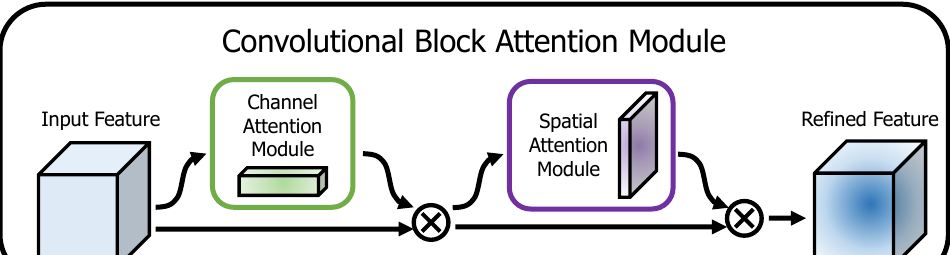 Convolutional Block Attention Module
Input Feature
Channel
Attention
Module
Spatial
Attention
Module
Refined Feature